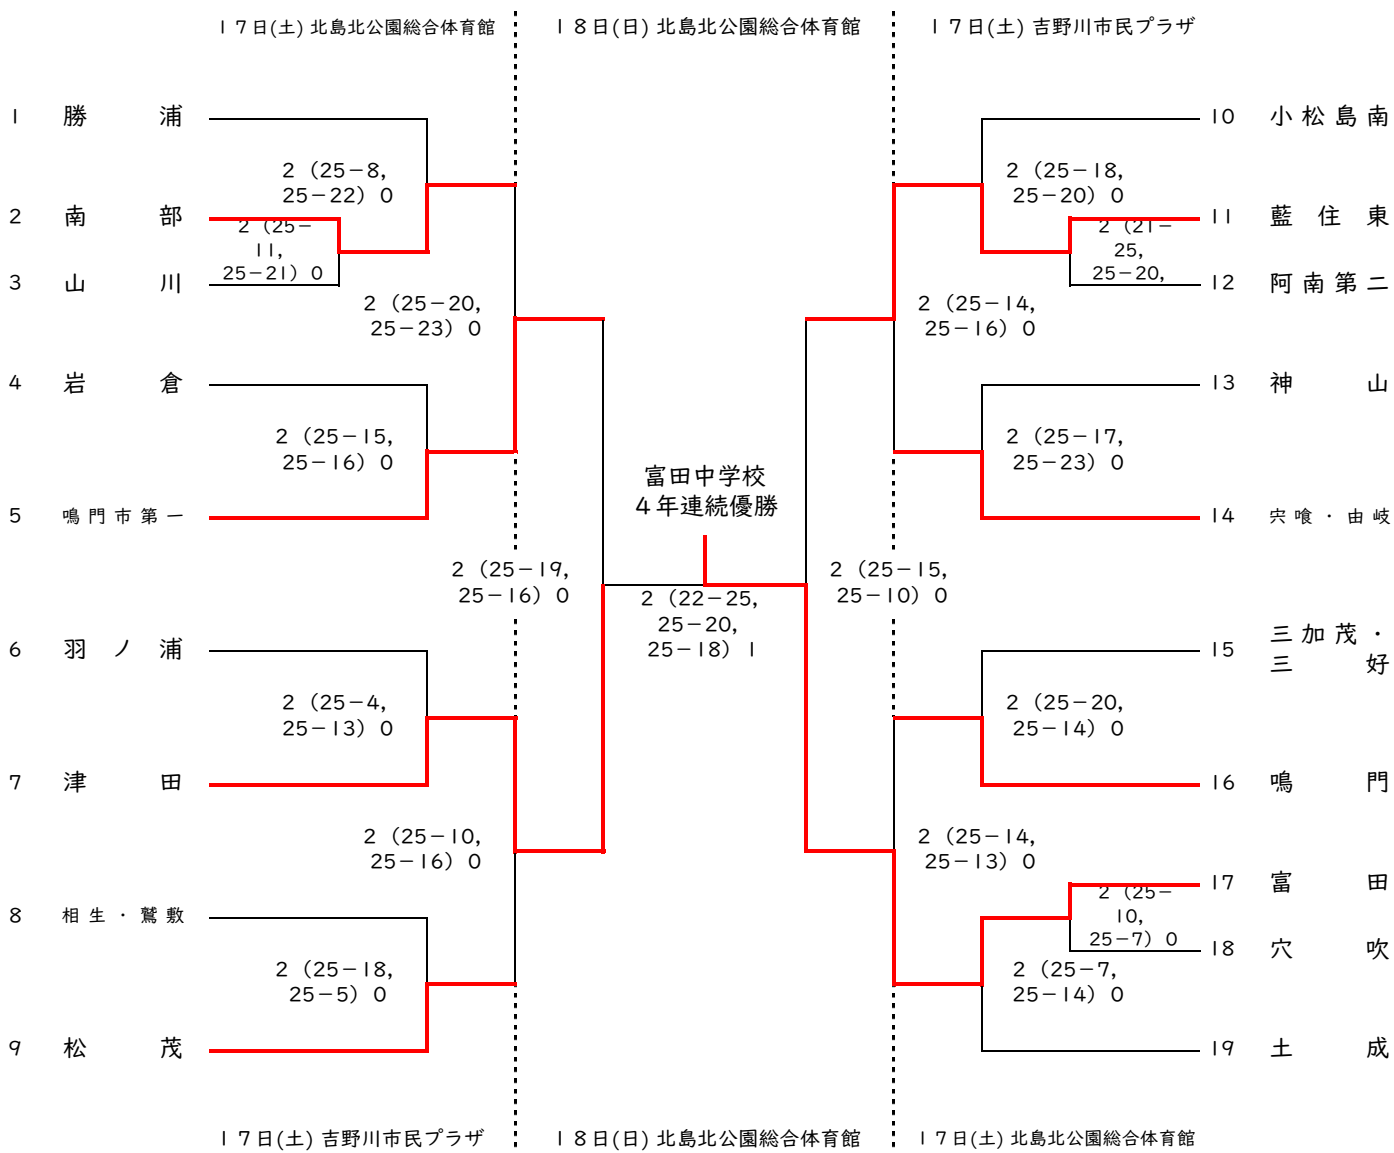 １７日(土) 北島北公園総合体育館
１８日(日) 北島北公園総合体育館
１７日(土) 吉野川市民プラザ
1 勝浦
2（25－8,
25－22）0
2 南部
2（25－
11,
25－21）0
3 山川
2（25－20,
25－23）0
4 岩倉
2（25－15,
25－16）0
5 鳴門市第一
2（25－19,
25－16）0
6 羽ノ浦
2（25－4,
25－13）0
7 津田
2（25－10,
25－16）0
8 相生・鷲敷
2（25－18,
25－5）0
9 松茂
富田中学校
４年連続優勝
2（22－25,
25－20,
25－18）1
10 小松島南
2（25－18,
25－20）0
11 藍住東
2（21－
25,
25－20,
12 阿南第二
2（25－14,
25－16）0
13 神山
2（25－17,
25－23）0
14 宍喰・由岐
2（25－15,
25－10）0
15 三加茂・
三好
2（25－20,
25－14）0
16 鳴門
2（25－14,
25－13）0
17 富田
2（25－
10,
25－7）0
18 穴吹
2（25－7,
25－14）0
19 土成
１７日(土) 吉野川市民プラザ
１８日(日) 北島北公園総合体育館
１７日(土) 北島北公園総合体育館